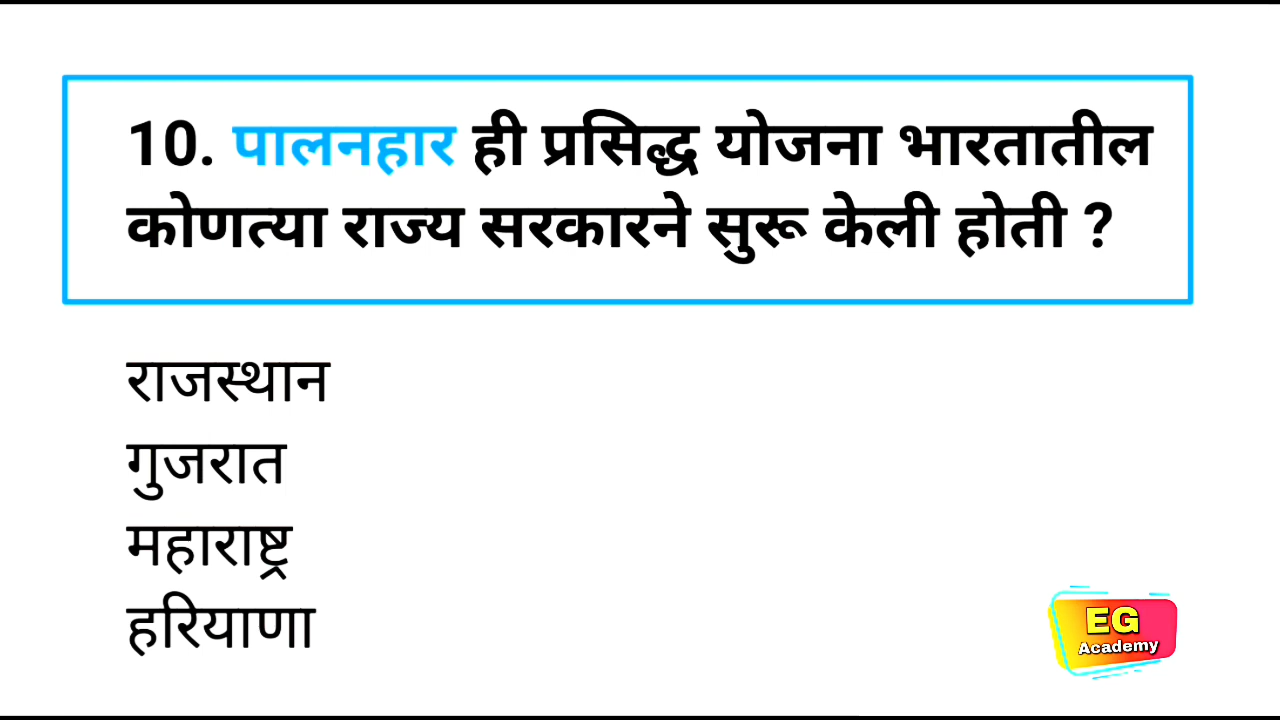 10. पालनहार ही प्रसिद्ध योजना भारतातील
कोणत्या राज्य सरकारने सुरू केली होती ?
राजस्थान
गुजरात
महाराष्ट्र
हरियाणा
EG
Academy